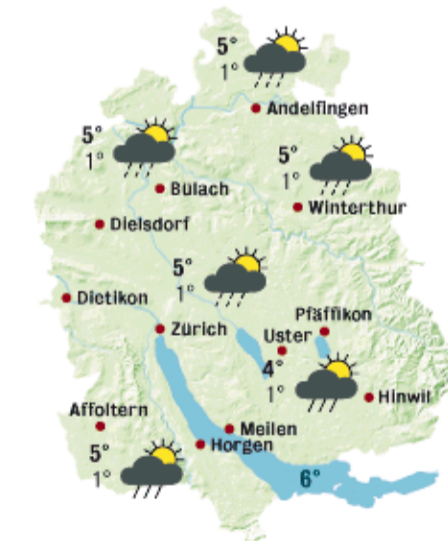 5°
1°
Andelfingen
5°
1°
5°
1°
Bülach
Winterthur
Dielsdorf
5°
1°
Dietikon
Pfäffikon
Zürich
Uster
4°
1°
Hinwil
Affoltern
Meilen
Horgen
5°
1°
6°